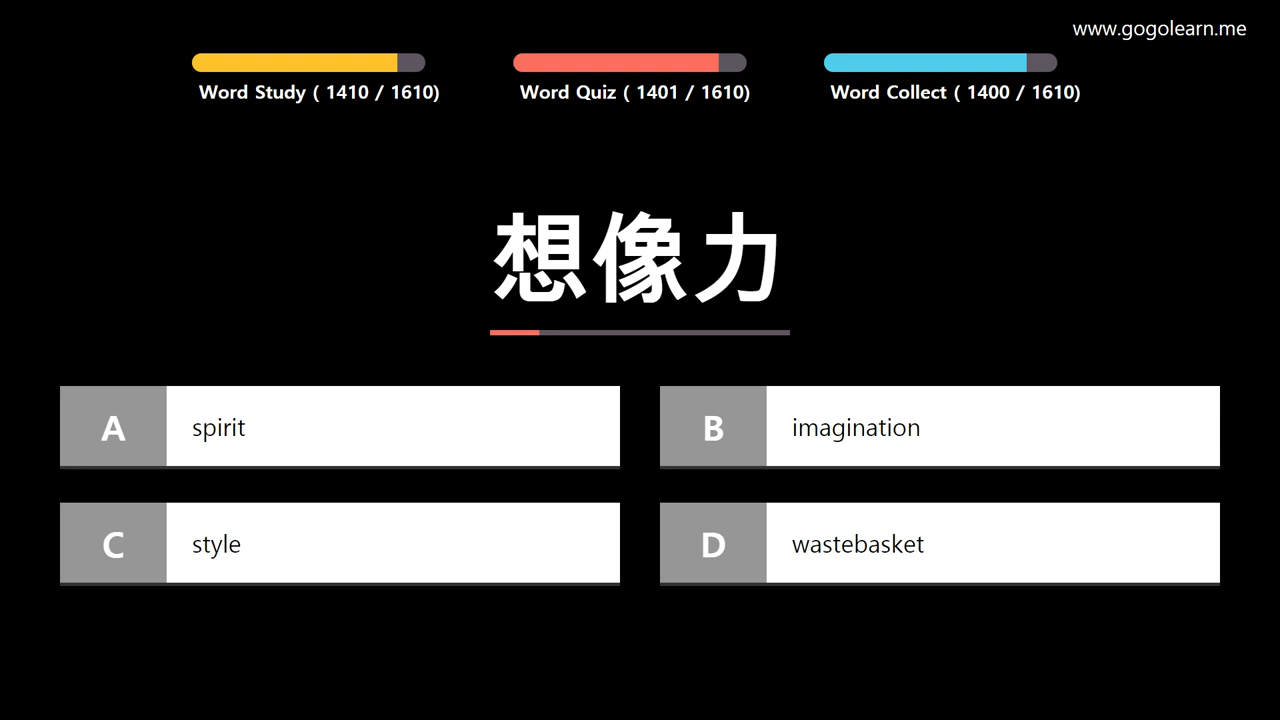 www.gogolearn.me
Word Study ( 1410 / 1610)
Word Quiz ( 1401 / 1610)
Word Collect ( 1400 / 1610)
想像力
A spirit
B imagination
C style
D wastebasket